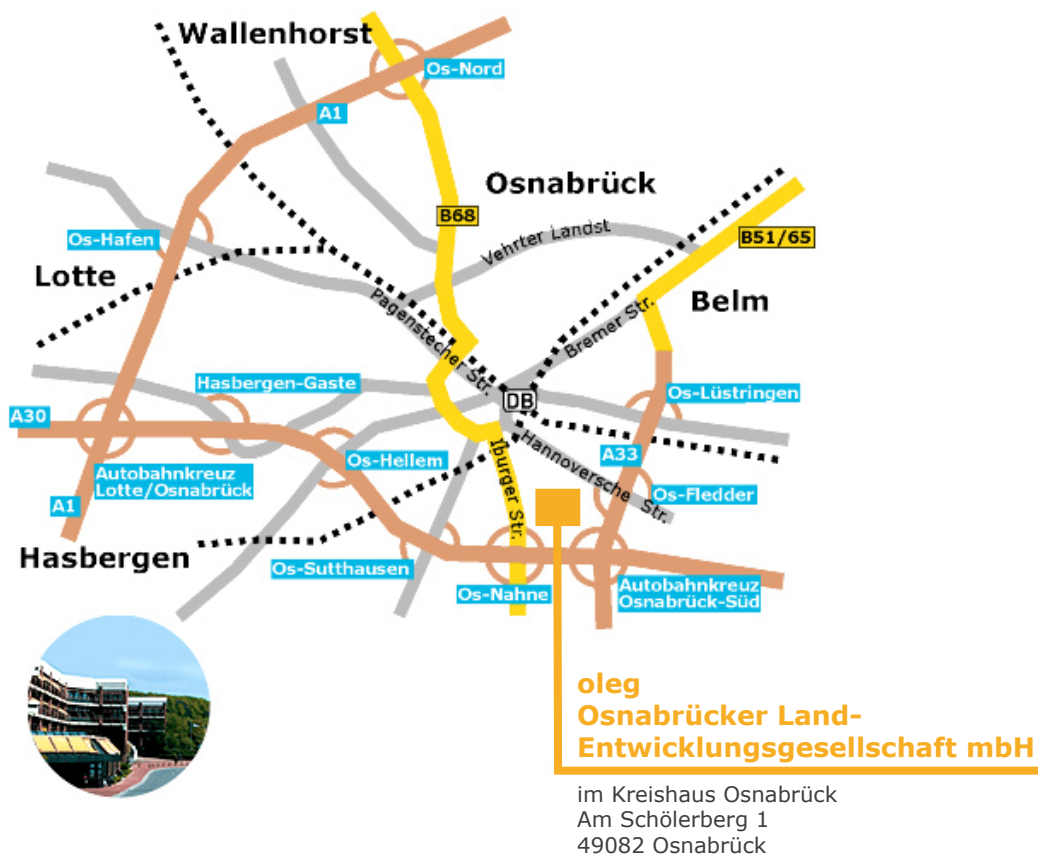 Wallenhorst
Os-Nord
A1
Osnabrück
B68
B51/65
Vehrter Landst
Os-Hafen
Lotte
Belm
Pagenstecher Str.
Bremer Str.
Hasbergen-Gaste
DB
Os-Lüstringen
A30
Hannoversche Str.
Iburger Str.
A33
Os-Hellem
Autobahnkreuz
Lotte/Osnabrück
Os-Fledder
A1
Hasbergen
Os-Sutthausen
Os-Nahne
Autobahnkreuz
Osnabrück-Süd
oleg
Osnabrücker Land-
Entwicklungsgesellschaft mbH
im Kreishaus Osnabrück
Am Schölerberg 1
49082 Osnabrück